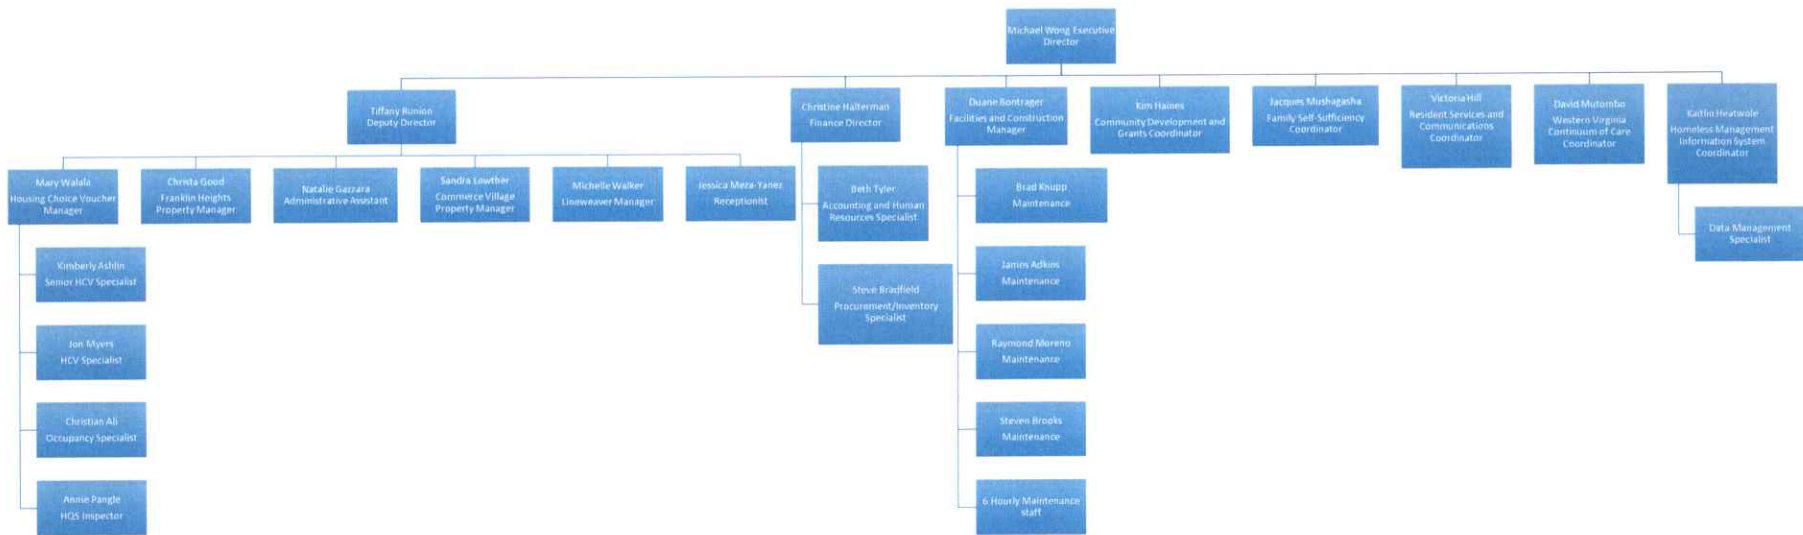 Michael Wong Executive
Director
Tiffany Runion
Deputy Director
Christine Halterman
Finance Director
Duane Bontrager
Facilities and Construction
Manager
Kim Haines
Community Development and
Grants Coordinator
Jacques Mushagasha
Family Self-Sufficiency
Coordinator
Victoria Hill
Resident Services and
Communications
Coordinator
David Mutombo
Western Virginia
Continuum of Care
Coordinator
Kaitlin Heatwole
Homeless Management
Information System
Coordinator
Mary Walala
Housing Choice Voucher
Manager
Christa Good
Franklin Heights
Property Manager
Natalie Garzara
Administrative Assistant
Sandra Lowther
Commerce Village
Property Manager
Michelle Walker
Lineweaver Manager
Jessica Meza-Yanez
Receptionist
Beth Tyler
Accounting and Human
Resources Specialist
Brad Knupp
Maintenance
Data Management
Specialist
Kimberly Ashlin
Senior HCV Specialist
Steve Bradfield
Procurement/Inventory
Specialist
James Adkins
Maintenance
Jon Myers
HCV Specialist
Raymond Moreno
Maintenance
Christian Ali
Occupancy Specialist
Steven Brooks
Maintenance
Annie Pangle
HQS Inspector
6 Hourly Maintenance
staff